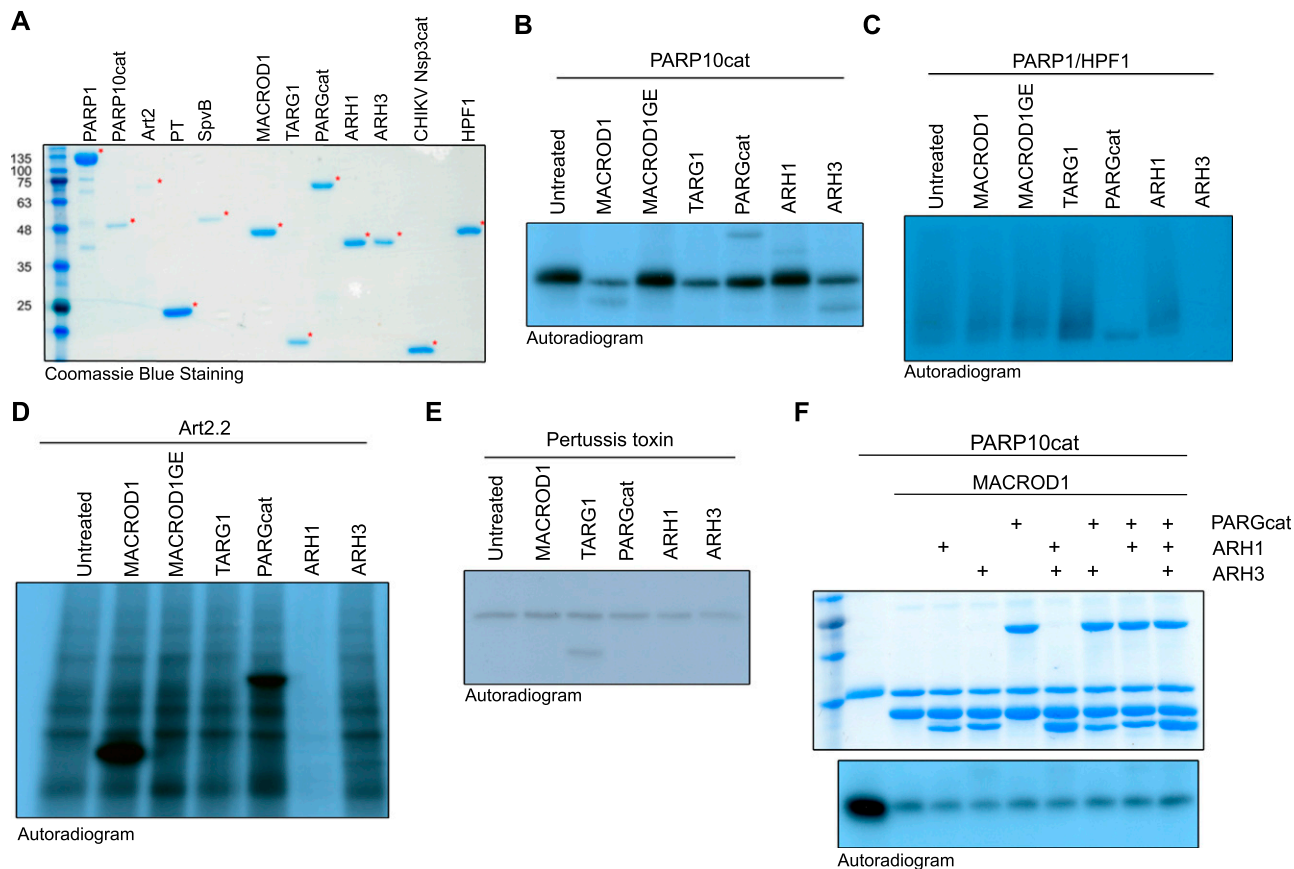 A
PARP1
PARP10cat
Art2
PT
SpvB
MACROD1
TARG1
PARGcat
ARH1
ARH3
CHIKV Nsp3cat
HPF1
135
100
75
63
48
35
25
Coomassie Blue Staining
B
PARP10cat
Untreated
MACROD1
MACROD1GE
TARG1
PARGcat
ARH1
ARH3
Autoradiogram
C
PARP1/HPF1
Untreated
MACROD1
MACROD1GE
TARG1
PARGcat
ARH1
ARH3
Autoradiogram
D
Art2.2
Untreated
MACROD1
MACROD1GE
TARG1
PARGcat
ARH1
ARH3
Autoradiogram
E
Pertussis toxin
Untreated
MACROD1
TARG1
PARGcat
ARH1
ARH3
Autoradiogram
F
PARP10cat
MACROD1
+ + + + PARGcat
+ + + + ARH1
+ + + + ARH3
Autoradiogram